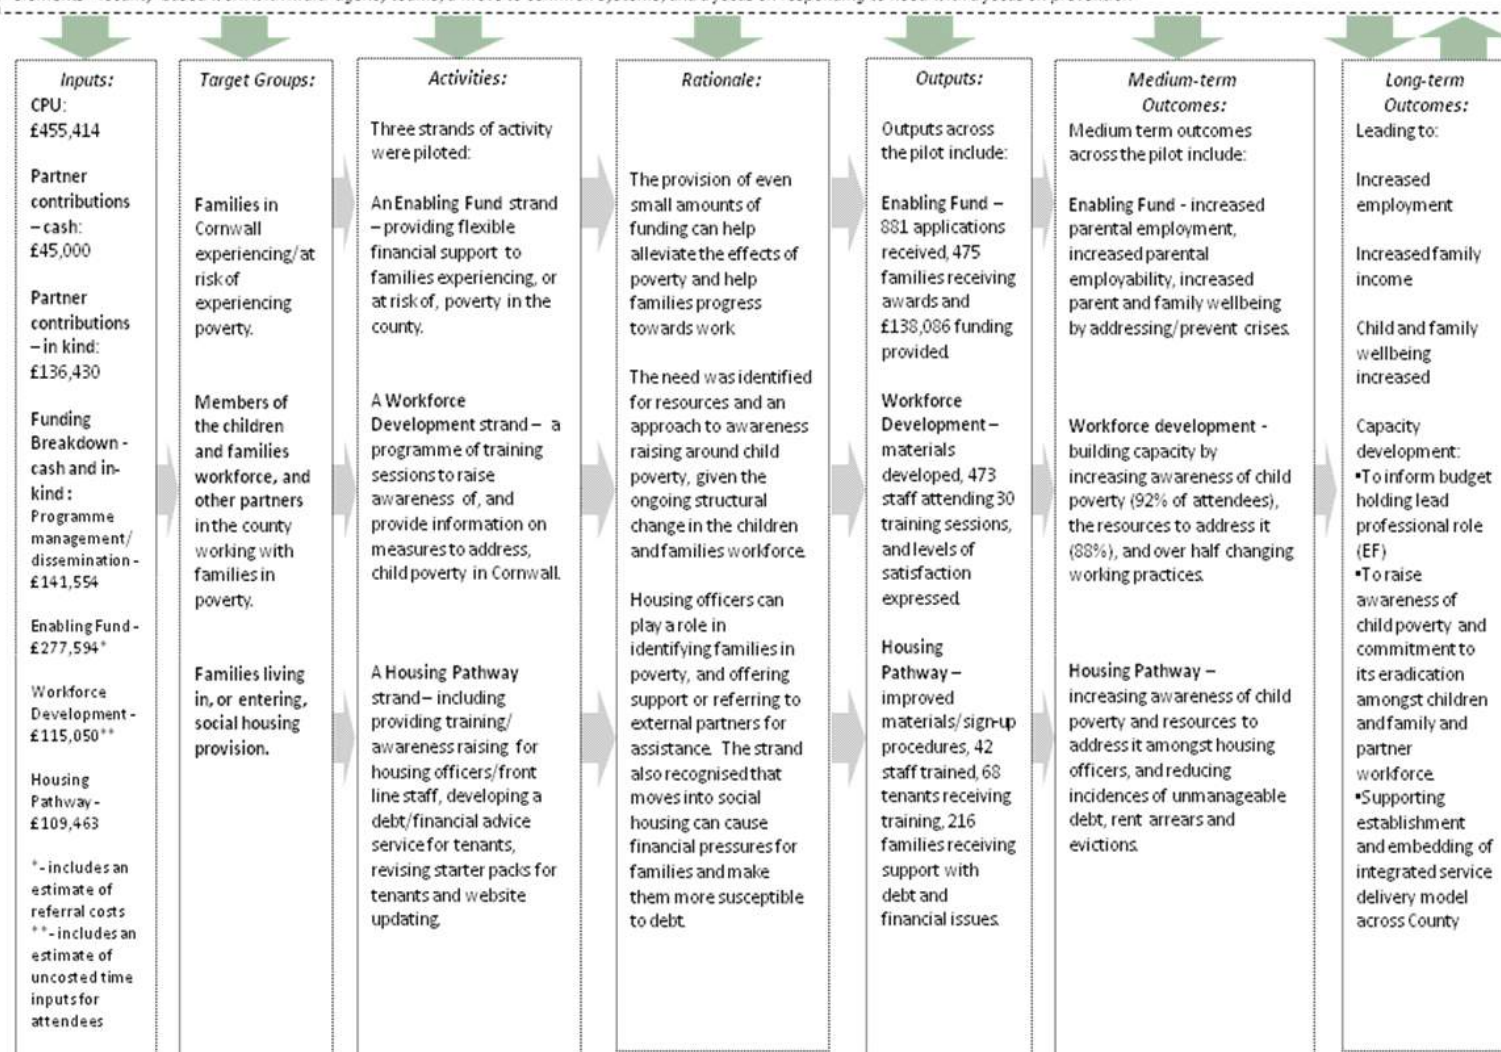 Inputs:
CPU:
£455,414
Partner
contributions
– cash:
£45,000
Partner
contributions
– in kind:
£136,430
Funding
Breakdown -
cash and in-
kind :
Programme
management/
dissemination -
£141,554
Enabling Fund -
£277,594*
Workforce
Development -
£115,050**
Housing
Pathway -
£109,463
* - includes an
estimate of
referral costs
** - includes an
estimate of
uncosted time
inputs for
attendees
Target Groups:
Families in
Cornwall
experiencing/at
risk of
experiencing
poverty.
Members of
the children
and families
workforce, and
other partners
in the county
working with
families in
poverty.
Families living
in, or entering,
social housing
provision.
Activities:
Three strands of activity
were piloted:
An Enabling Fund strand
– providing flexible
financial support to
families experiencing, or
at risk of, poverty in the
county.
A Workforce
Development strand – a
programme of training
sessions to raise
awareness of, and
provide information on
measures to address,
child poverty in Cornwall.
A Housing Pathway
strand – including
providing training/
awareness raising for
housing officers/front
line staff, developing a
debt/financial advice
service for tenants,
revising starter packs for
tenants and website
updating.
Rationale:
The provision of even
small amounts of
funding can help
alleviate the effects of
poverty and help
families progress
towards work.
The need was identified
for resources and an
approach to awareness
raising around child
poverty, given the
ongoing structural
change in the children
and families workforce.
Housing officers can
play a role in
identifying families in
poverty, and offering
support or referring to
external partners for
assistance. The strand
also recognised that
moves into social
housing can cause
financial pressures for
families and make
them more susceptible
to debt.
Outputs:
Outputs across
the pilot include:
Enabling Fund –
881 applications
received, 475
families receiving
awards and
£138,086 funding
provided.
Workforce
Development –
materials
developed, 473
staff attending 30
training sessions,
and levels of
satisfaction
expressed.
Housing
Pathway –
improved
materials/sign-up
procedures, 42
staff trained, 68
tenants receiving
training, 216
families receiving
support with
debt and
financial issues.
Medium-term
Outcomes:
Medium term outcomes
across the pilot include:
Enabling Fund - increased
parental employment,
increased parental
employability, increased
parent and family wellbeing
by addressing/prevent crises.
Workforce development -
building capacity by
increasing awareness of child
poverty (92% of attendees),
the resources to address it
(88%), and over half changing
working practices.
Housing Pathway –
increasing awareness of child
poverty and resources to
address it amongst housing
officers, and reducing
incidences of unmanageable
debt, rent arrears and
evictions.
Long-term
Outcomes:
Leading to:
Increased
employment
Increased family
income
Child and family
wellbeing
increased
Capacity
development:
▪To inform budget
holding lead
professional role
(EF)
▪To raise
awareness of
child poverty and
commitment to
its eradication
amongst children
and family and
partner
workforce.
▪Supporting
establishment
and embedding of
integrated service
delivery model
across County